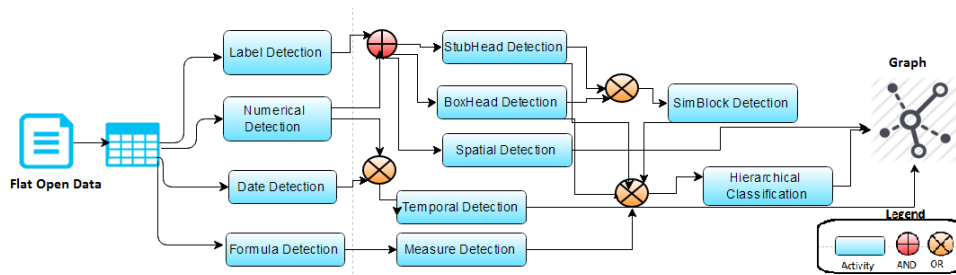 Label Detection
StubHead Detection
Graph
Numerical
Detection
BoxHead Detection
SimBlock Detection
Flat Open Data
Spatial Detection
Date Detection
Temporal Detection
Hierarchical
Classification
Formula Detection
Measure Detection
Legend
Activity
AND
OR